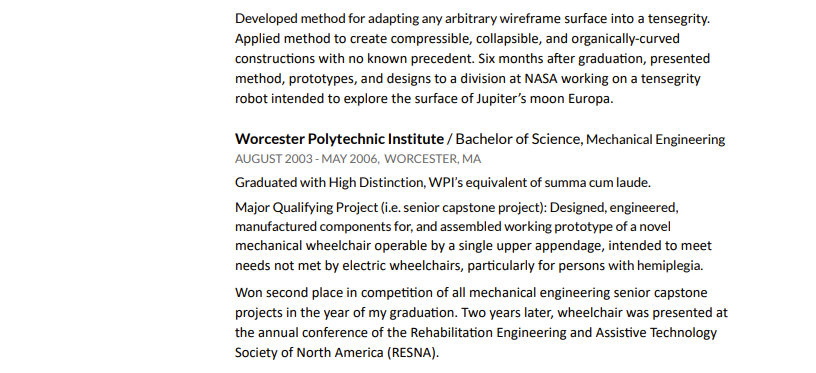 Developed method for adapting any arbitrary wireframe surface into a tensegrity.
Applied method to create compressible, collapsible, and organically-curved
constructions with no known precedent. Six months after graduation, presented
method, prototypes, and designs to a division at NASA working on a tensegrity
robot intended to explore the surface of Jupiter’s moon Europa.
Worcester Polytechnic Institute / Bachelor of Science, Mechanical Engineering
AUGUST 2003 - MAY 2006, WORCESTER, MA
Graduated with High Distinction, WPI’s equivalent of summa cum laude.
Major Qualifying Project (i.e. senior capstone project): Designed, engineered,
manufactured components for, and assembled working prototype of a novel
mechanical wheelchair operable by a single upper appendage, intended to meet
needs not met by electric wheelchairs, particularly for persons with hemiplegia.
Won second place in competition of all mechanical engineering senior capstone
projects in the year of my graduation. Two years later, wheelchair was presented at
the annual conference of the Rehabilitation Engineering and Assistive Technology
Society of North America (RESNA).